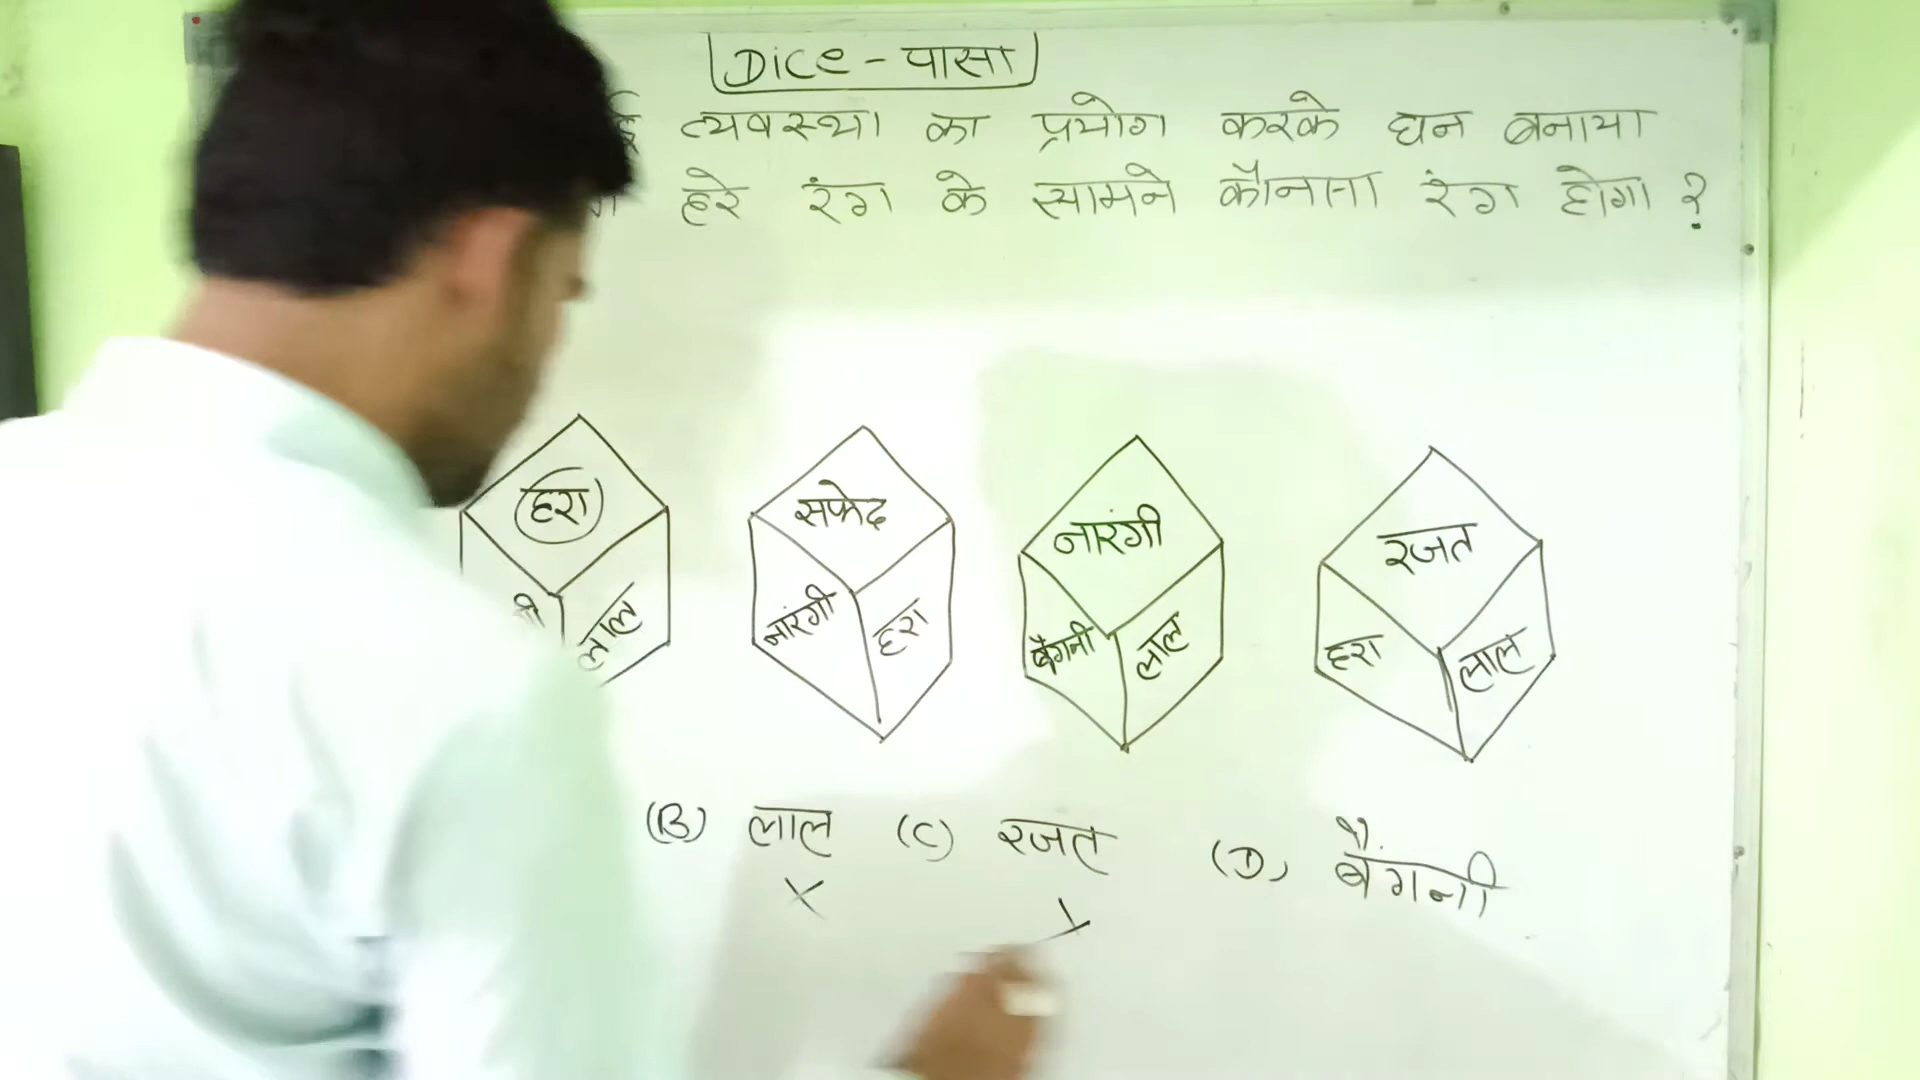 Dice - पासा
व्यवस्था का प्रयोग करके घन बनाया
हरे रंग के सामने कौनसा रंग होगा ?
हरा
लाल
सफेद
नारंगी
हरा
नारंगी
बैंगनी
लाल
रजत
हरा
लाल
(B) लाल (C) रजत (D) बैंगनी